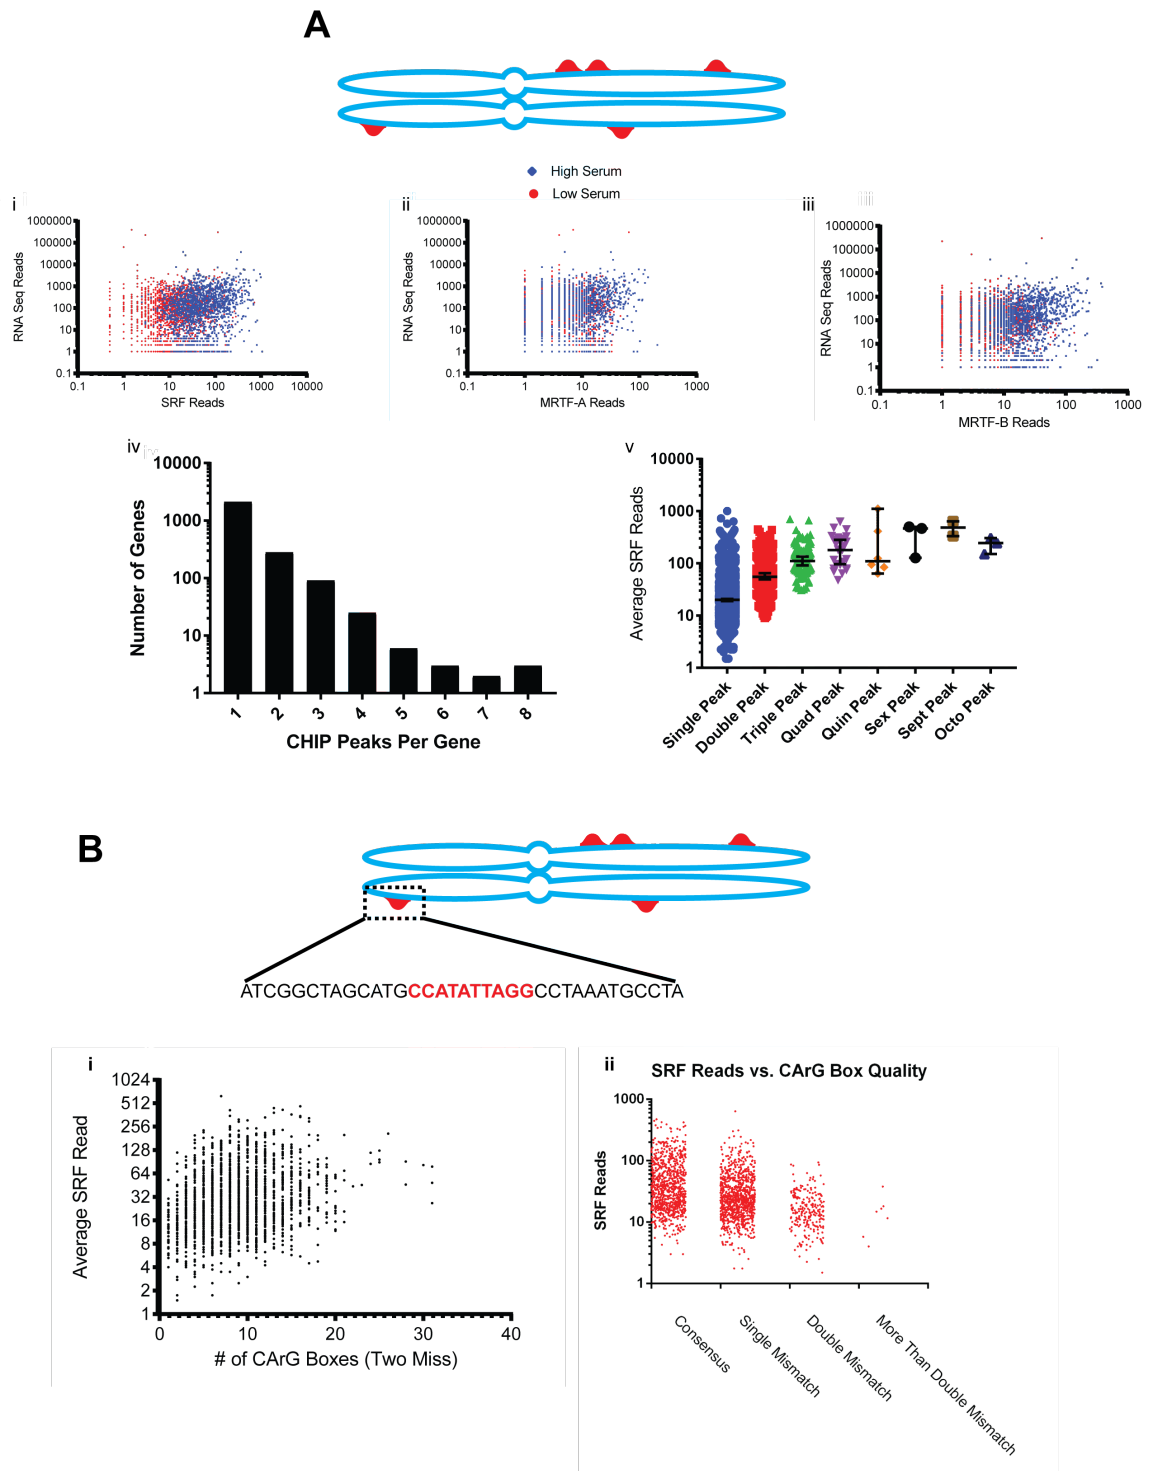 A
High Serum
Low Serum
i
ii
iii
1000000
100000
10000
1000
100
10
1
0.1
RNA Seq Reads
0.1
1
10
100
1000
10000
SRF Reads
1000000
100000
10000
1000
100
10
1
0.1
RNA Seq Reads
0.1
1
10
100
1000
MRTF-A Reads
1000000
100000
10000
1000
100
10
1
0.1
RNA Seq Reads
0.1
1
10
100
1000
MRTF-B Reads
iv
10000
1000
100
10
1
Number of Genes
1
2
3
4
5
6
7
8
CHIP Peaks Per Gene
v
10000
1000
100
10
1
Average SRF Reads
Single Peak
Double Peak
Triple Peak
Quad Peak
Quin Peak
Sex Peak
Sept Peak
Octo Peak
B
ATCGGCTAGCATGCCATATTAGGCCTAAATGCCTA
i
1024
512
256
128
64
32
16
8
4
2
1
Average SRF Read
0
10
20
30
40
# of CArG Boxes (Two Miss)
ii
SRF Reads vs. CArG Box Quality
1000
100
10
1
SRF Reads
Consensus
Single Mismatch
Double Mismatch
More Than Double Mismatch